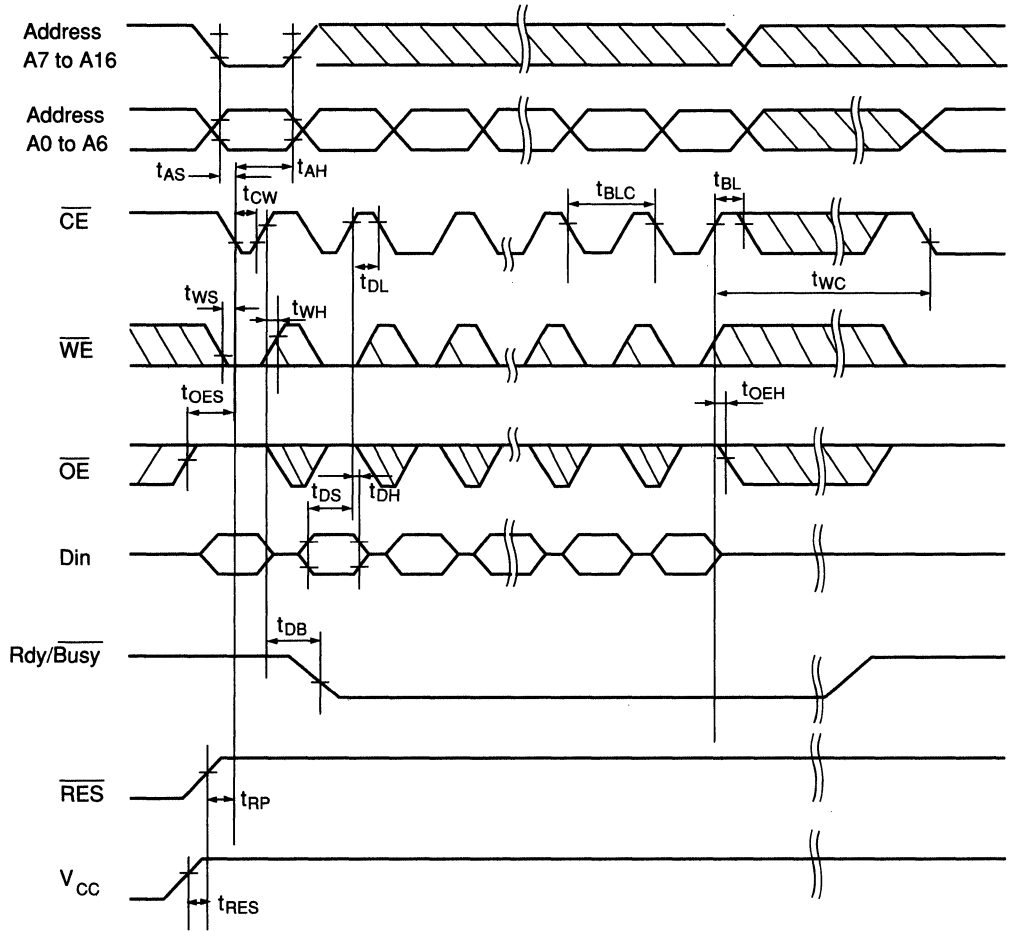 Address
A7 to A16
Address
A0 to A6
tAS
tAH
tCW
tBLC
tBL
CE
tDL
tWC
tWS
tWH
WE
tOES
tOEH
OE
tDS
tDH
Din
tDB
Rdy/Busy
RES
tRP
VCC
tRES